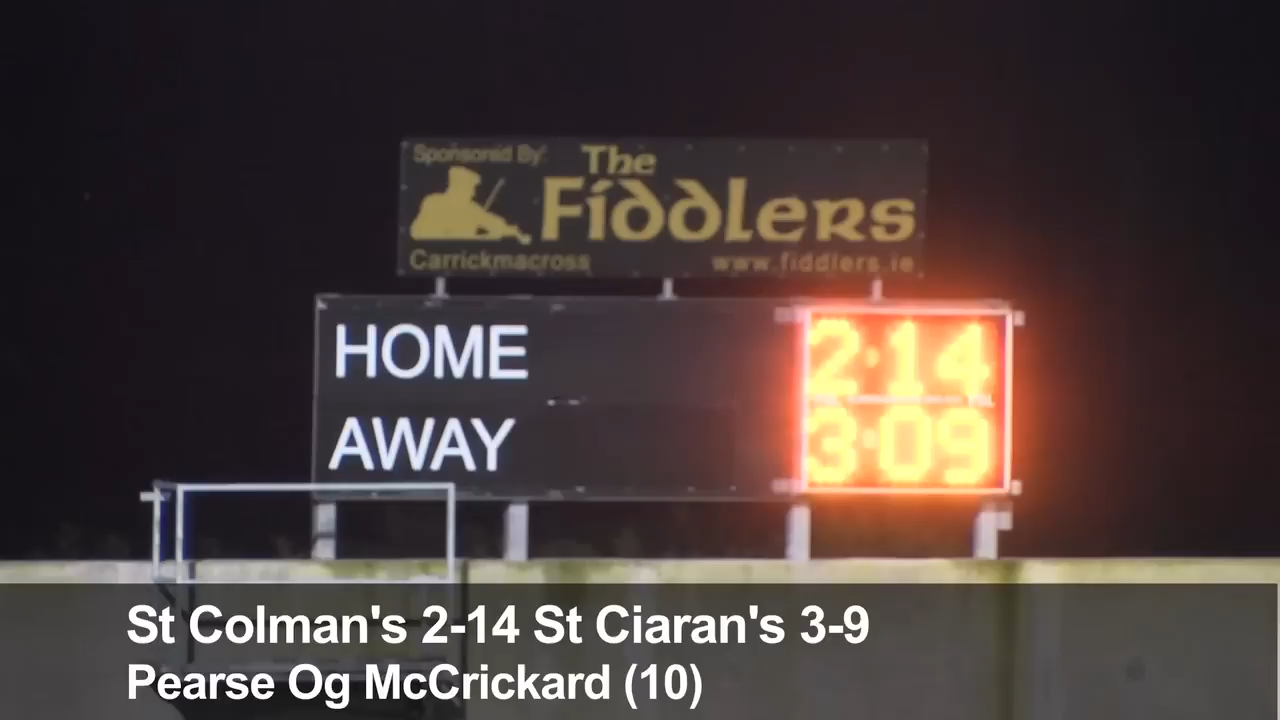 Sponsored By:
The
Fiddlers
Carrickmacross www.fiddlers.ie
HOME 2:14
AWAY 3:09
St Colman's 2-14 St Ciaran's 3-9
Pearse Og McCrickard (10)